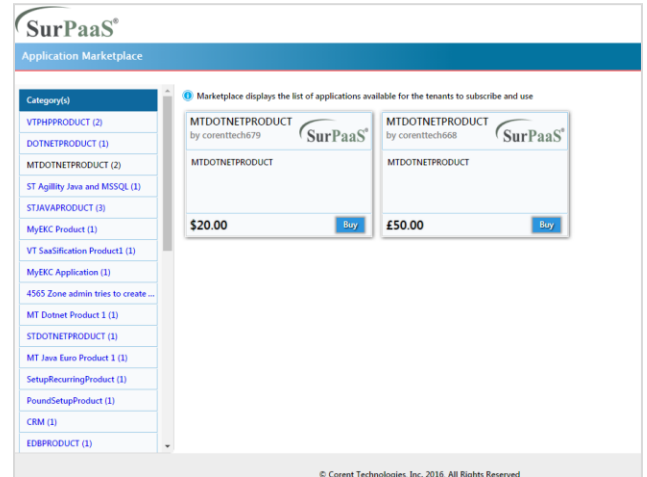 SurPaaS®
Application Marketplace
Category(s)
VTPHPPRODUCT (2)
DOTNETPRODUCT (1)
MTDOTNETPRODUCT (2)
ST Agillity Java and MSSQL (1)
STJAVAPRODUCT (3)
MyEKC Product (1)
VT SaaSification Product1 (1)
MyEKC Application (1)
4565 Zone admin tries to create ...
MT Dotnet Product 1 (1)
STDOTNETPRODUCT (1)
MT Java Euro Product 1 (1)
SetupRecurringProduct (1)
PoundSetupProduct (1)
CRM (1)
EDBPRODUCT (1)
Marketplace displays the list of applications available for the tenants to subscribe and use
MTDOTNETPRODUCT
by corenttech679
SurPaaS®
MTDOTNETPRODUCT
$20.00
Buy
MTDOTNETPRODUCT
by corenttech668
SurPaaS®
MTDOTNETPRODUCT
£50.00
Buy
© Corent Technologies, Inc. 2016. All Rights Reserved